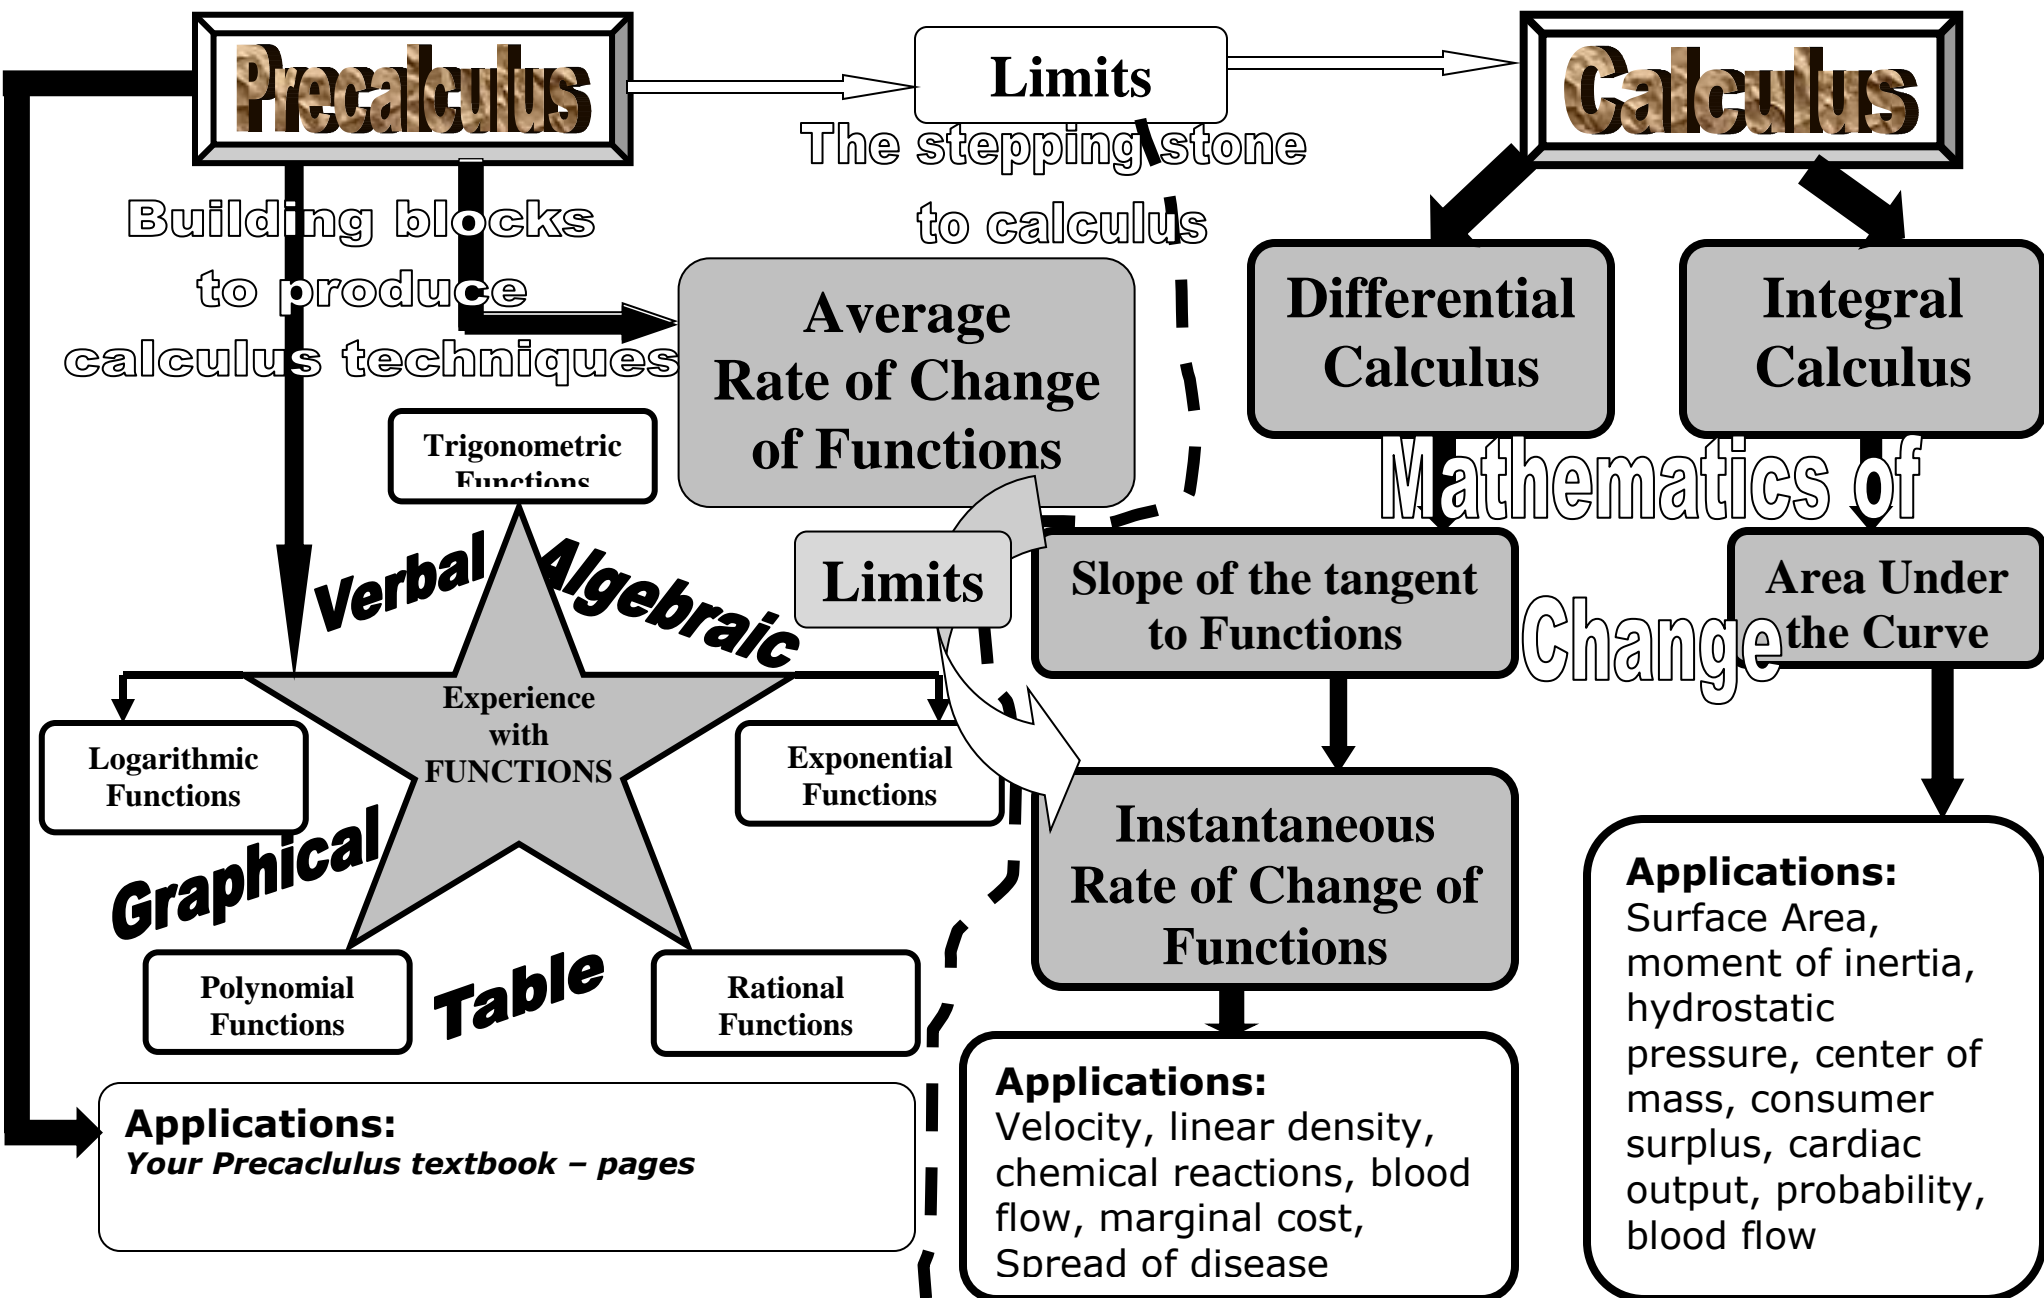 Precalculus
Limits
The stepping stone
to calculus
Calculus
Building blocks
to produce
calculus techniques
Average
Rate of Change
of Functions
Differential
Calculus
Integral
Calculus
Mathematics of
Change
Trigonometric
Functions
Verbal
Algebraic
Limits
Slope of the tangent
to Functions
Area Under
the Curve
Experience
with
FUNCTIONS
Logarithmic
Functions
Exponential
Functions
Graphical
Polynomial
Functions
Table
Rational
Functions
Instantaneous
Rate of Change of
Functions
Applications:
Your Precaclulus textbook – pages
Applications:
Velocity, linear density,
chemical reactions, blood
flow, marginal cost,
Spread of disease
Applications:
Surface Area,
moment of inertia,
hydrostatic
pressure, center of
mass, consumer
surplus, cardiac
output, probability,
blood flow